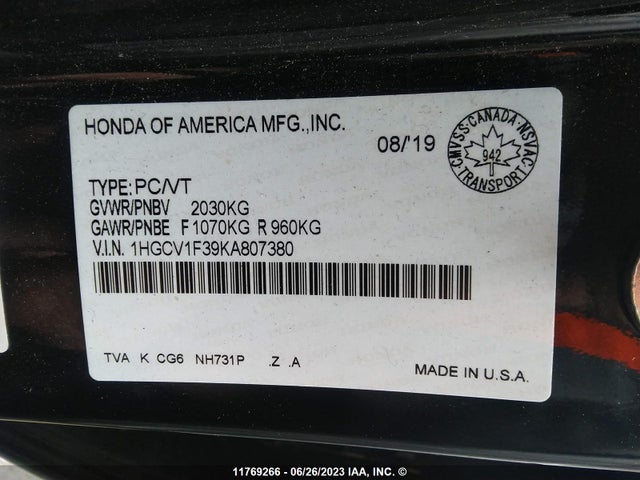 HONDA OF AMERICA MFG.,INC.
08/'19
CMVSS·CANADA·NSVAC
942
TRANSPORT
TYPE: PC/VT
GVWR/PNBV 2030KG
GAWR/PNBE F 1070KG R 960KG
V.I.N. 1HGCV1F39KA807380
TVA K CG6 NH731P .Z .A
MADE IN U.S.A.
11769266 - 06/26/2023 IAA, INC. ©